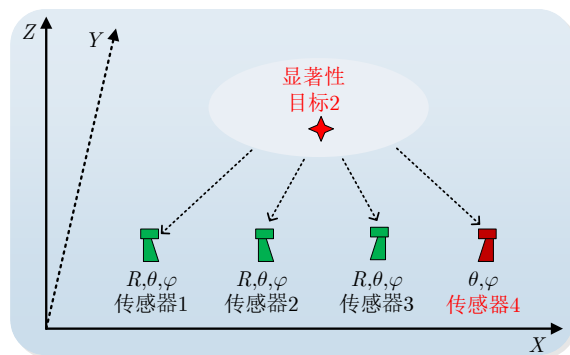 Z
Y
显著性
目标2
R,θ,φ
传感器1
R,θ,φ
传感器2
R,θ,φ
传感器3
θ,φ
传感器4
X